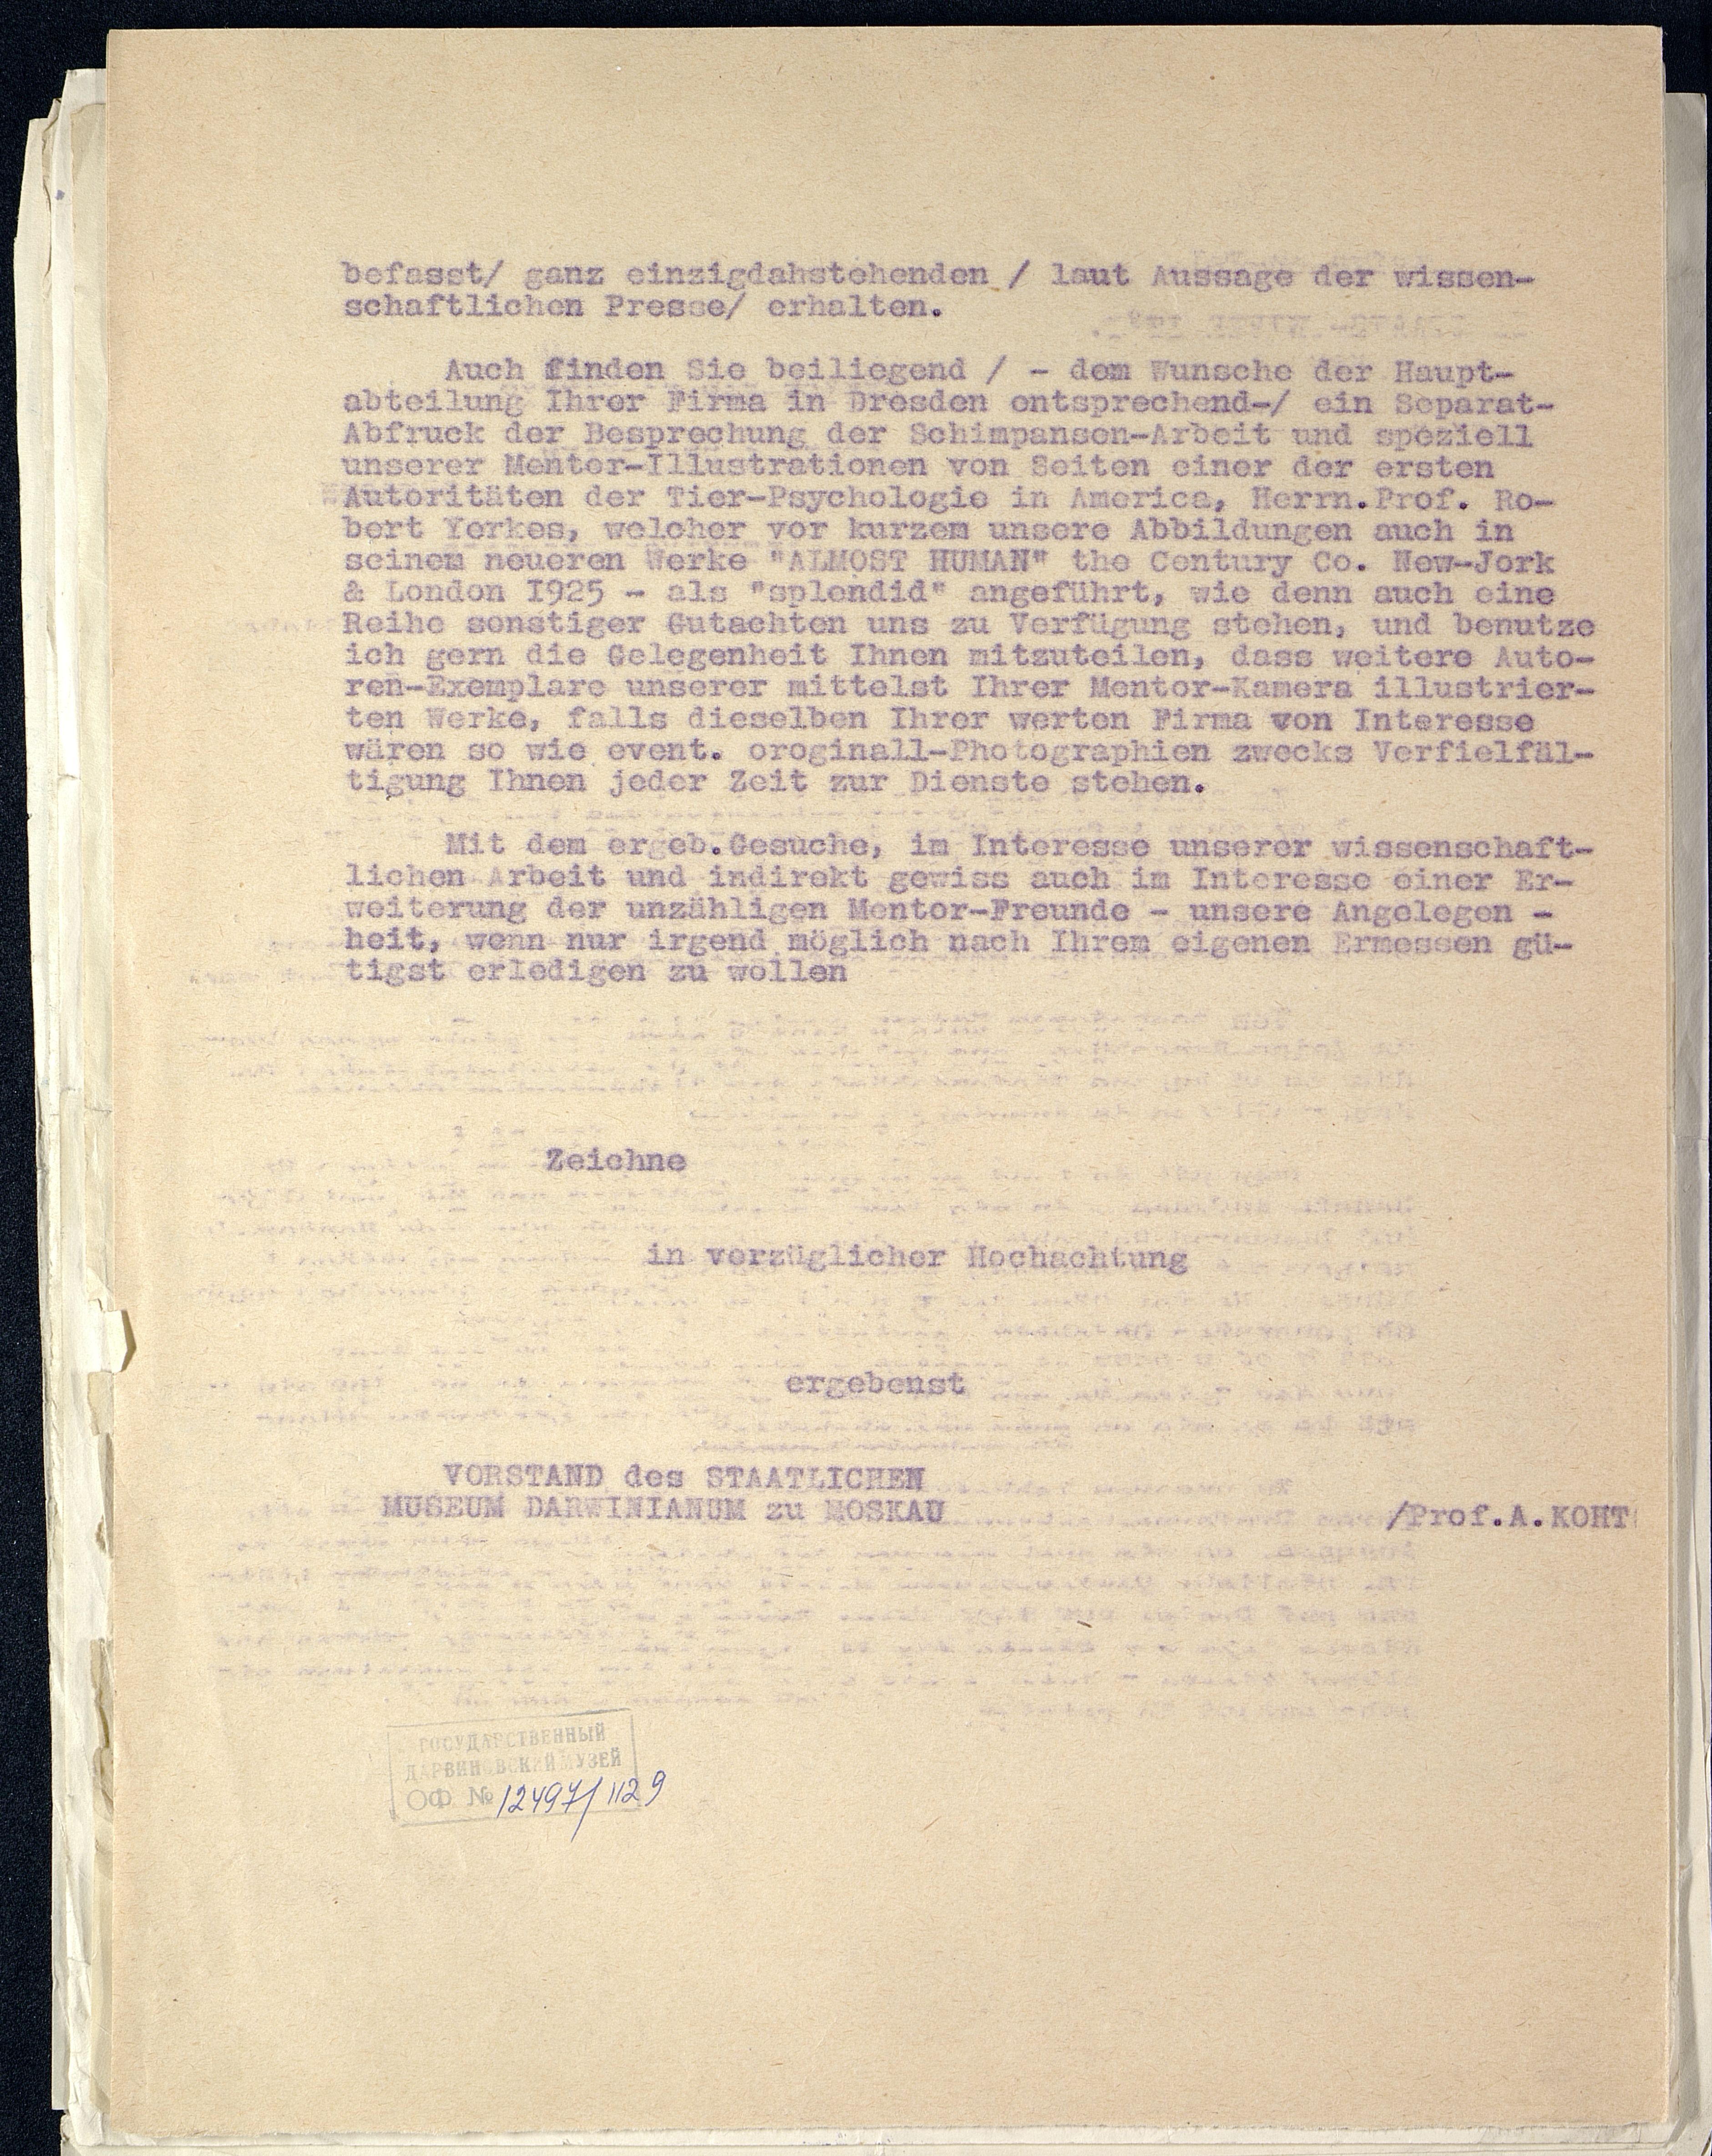 befasst/ ganz einzigdahstehenden / laut Aussage der wissen-
schaftlichen Presse/ erhalten.
Auch finden Sie beiliegend / - dem Wunsche der Haupt-
abteilung Ihrer Firma in Dresden entsprechend-/ ein Separat-
Abfruck der Besprechung der Schimpansen-Arbeit und speziell
unserer Mentor-Illustrationen von Seiten einer der ersten
Autoritäten der Tier-Psychologie in America, Herrn.Prof. Ro-
bert Yerkes, welcher vor kurzem unsere Abbildungen auch in
seinem neueren Werke "ALMOST HUMAN" the Century Co. New-Jork
& London I925 - als "splendid" angeführt, wie denn auch eine
Reihe sonstiger Gutachten uns zu Verfügung stehen, und benutze
ich gern die Gelegenheit Ihnen mitzuteilen, dass weitere Auto-
ren-Exemplare unserer mittelst Ihrer Mentor-Kamera illustrier-
ten Werke, falls dieselben Ihrer werten Firma von Interesse
wären so wie event. oroginall-Photographien zwecks Verfielfäl-
tigung Ihnen jeder Zeit zur Dienste stehen.
Mit dem ergeb.Gesuche, im Interesse unserer wissenschaft-
lichen Arbeit und indirekt gewiss auch im Interesse einer Er-
weiterung der unzähligen Mentor-Freunde - unsere Angelegen -
heit, wenn nur irgend möglich nach Ihrem eigenen Ermessen gü-
tigst erledigen zu wollen
Zeichne
in vorzüglicher Hochachtung
ergebenst
VORSTAND des STAATLICHEN
MUSEUM DARWINIANUM zu MOSKAU
/Prof.A.KOHT
ГОСУДАРСТВЕННЫЙ
ДАРВИНОВСКИЙ МУЗЕЙ
ОФ № 12497/1129